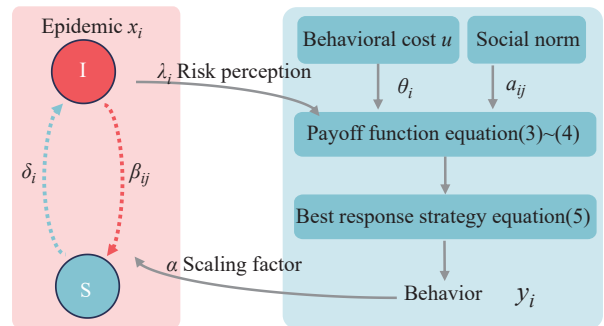 Epidemic xᵢ
I
δᵢ
βᵢⱼ
S
λᵢ Risk perception
α Scaling factor
Behavioral cost u
Social norm
θᵢ
aᵢⱼ
Payoff function equation(3)~(4)
Best response strategy equation(5)
Behavior yᵢ